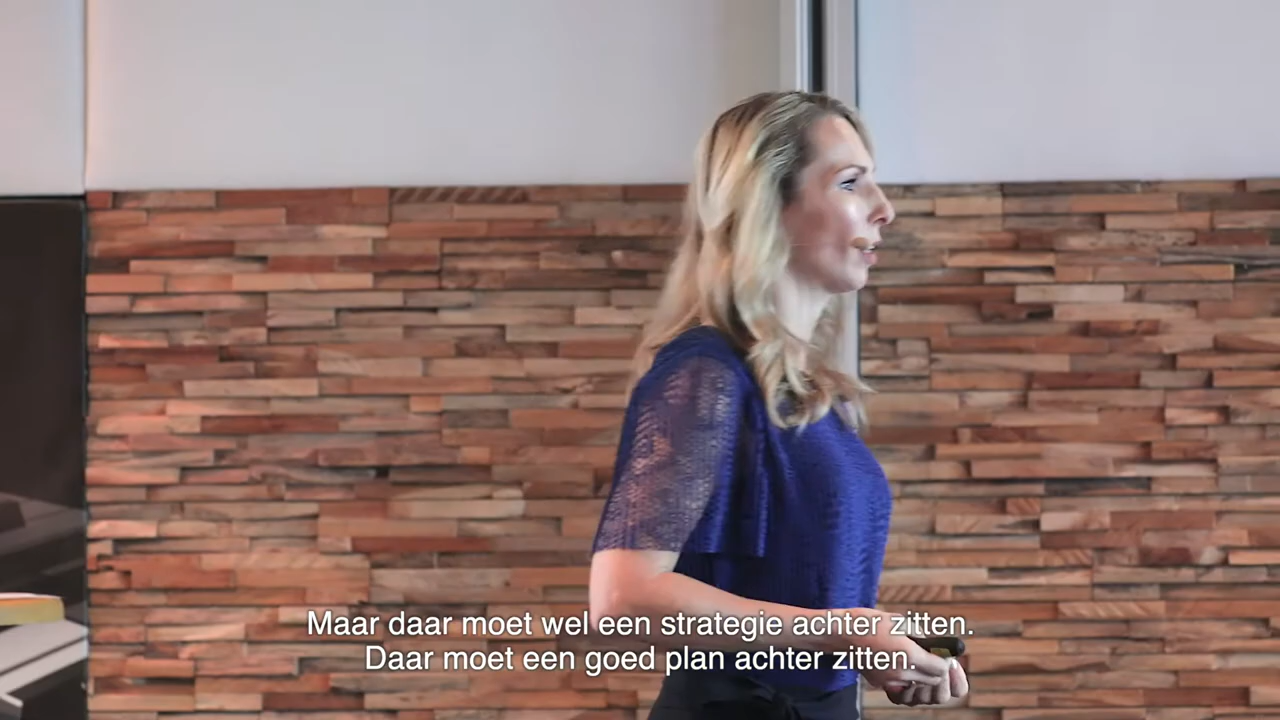 Maar daar moet wel een strategie achter zitten.
Daar moet een goed plan achter zitten.